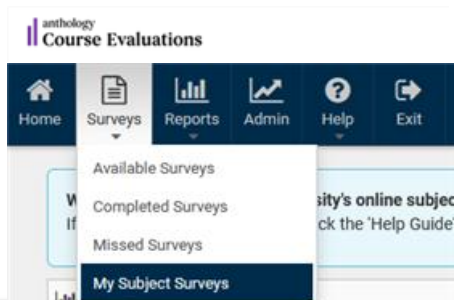 anthology
Course Evaluations
Home Surveys Reports Admin Help Exit
Available Surveys
Completed Surveys
Missed Surveys
My Subject Surveys
W
sity's online subjec
If
ck the 'Help Guide'